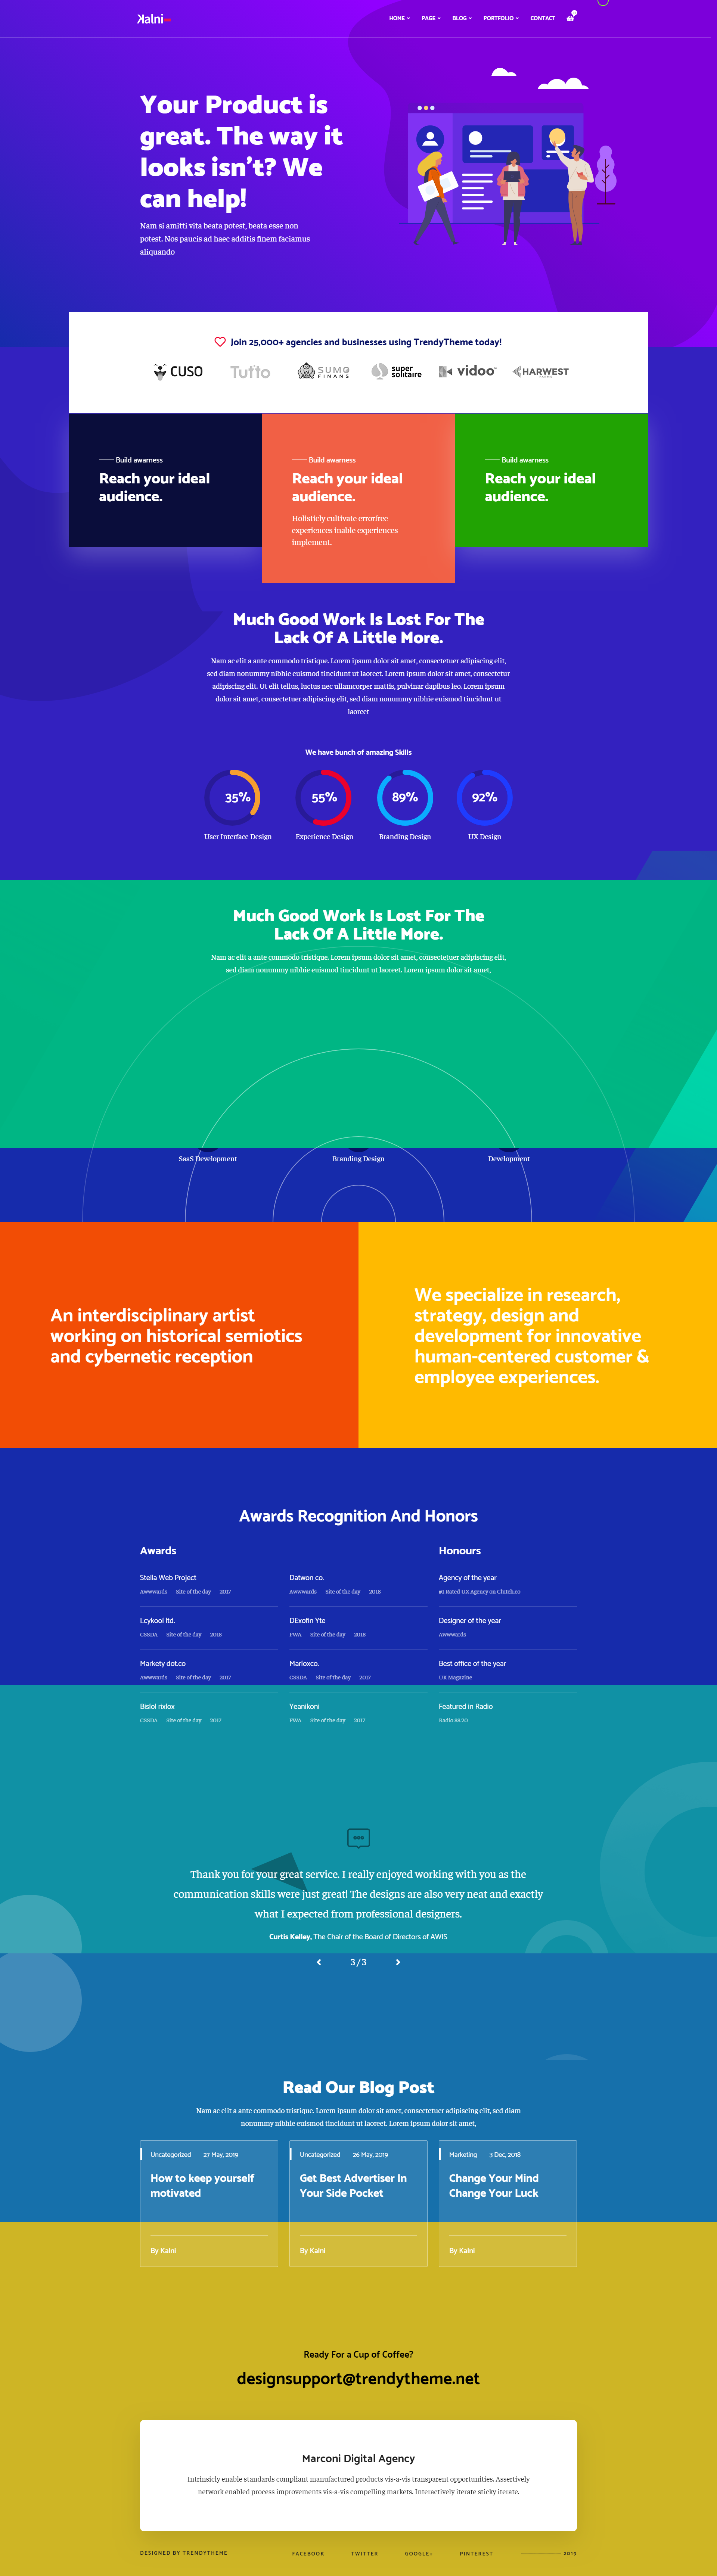 Kalni
HOME PAGE BLOG PORTFOLIO CONTACT
Your Product is
great. The way it
looks isn't? We
can help!
Nam si amitti vita beata potest, beata esse non
potest. Nos paucis ad haec additis finem faciamus
aliquando
Join 25,000+ agencies and businesses using TrendyTheme today!
CUSO Tutto SUMO FINANS super solitaire vidoo HARWEST
Build awarness
Reach your ideal
audience.
Build awarness
Reach your ideal
audience.
Holisticly cultivate errorfree
experiences inable experiences
implement.
Build awarness
Reach your ideal
audience.
Much Good Work Is Lost For The
Lack Of A Little More.
Nam ac elit a ante commodo tristique. Lorem ipsum dolor sit amet, consectetuer adipiscing elit,
sed diam nonummy nibhie euismod tincidunt ut laoreet. Lorem ipsum dolor sit amet, consectetur
adipiscing elit. Ut elit tellus, luctus nec ullamcorper mattis, pulvinar dapibus leo. Lorem ipsum
dolor sit amet, consectetuer adipiscing elit, sed diam nonummy nibhie euismod tincidunt ut
laoreet
We have bunch of amazing Skills
35% 55% 89% 92%
User Interface Design Experience Design Branding Design UX Design
Much Good Work Is Lost For The
Lack Of A Little More.
Nam ac elit a ante commodo tristique. Lorem ipsum dolor sit amet, consectetuer adipiscing elit,
sed diam nonummy nibhie euismod tincidunt ut laoreet. Lorem ipsum dolor sit amet,
SaaS Development Branding Design Development
An interdisciplinary artist
working on historical semiotics
and cybernetic reception
We specialize in research,
strategy, design and
development for innovative
human-centered customer &
employee experiences.
Awards Recognition And Honors
Awards Honours
Stella Web Project Datwon co. Agency of the year
Awwwards Site of the day 2017 Awwwards Site of the day 2018 #1 Rated UX Agency on Clutch.co
Lcykool ltd. DExofin Yte Designer of the year
CSSDA Site of the day 2018 FWA Site of the day 2018 Awwwards
Markety dot.co Marloxco. Best office of the year
Awwwards Site of the day 2017 CSSDA Site of the day 2017 UK Magazine
Bislol rixlox Yeanikoni Featured in Radio
CSSDA Site of the day 2017 FWA Site of the day 2017 Radio 88.20
Thank you for your great service. I really enjoyed working with you as the
communication skills were just great! The designs are also very neat and exactly
what I expected from professional designers.
Curtis Kelley, The Chair of the Board of Directors of AWIS
3/3
Read Our Blog Post
Nam ac elit a ante commodo tristique. Lorem ipsum dolor sit amet, consectetuer adipiscing elit, sed diam
nonummy nibhie euismod tincidunt ut laoreet. Lorem ipsum dolor sit amet,
Uncategorized 27 May, 2019
How to keep yourself
motivated
By Kalni
Uncategorized 26 May, 2019
Get Best Advertiser In
Your Side Pocket
By Kalni
Marketing 3 Dec, 2018
Change Your Mind
Change Your Luck
By Kalni
Ready For a Cup of Coffee?
designsupport@trendytheme.net
Marconi Digital Agency
Intrinsicly enable standards compliant manufactured products vis-a-vis transparent opportunities. Assertively
network enabled process improvements vis-a-vis compelling markets. Interactively iterate sticky iterate.
DESIGNED BY TRENDYTHEME FACEBOOK TWITTER GOOGLE+ PINTEREST 2019